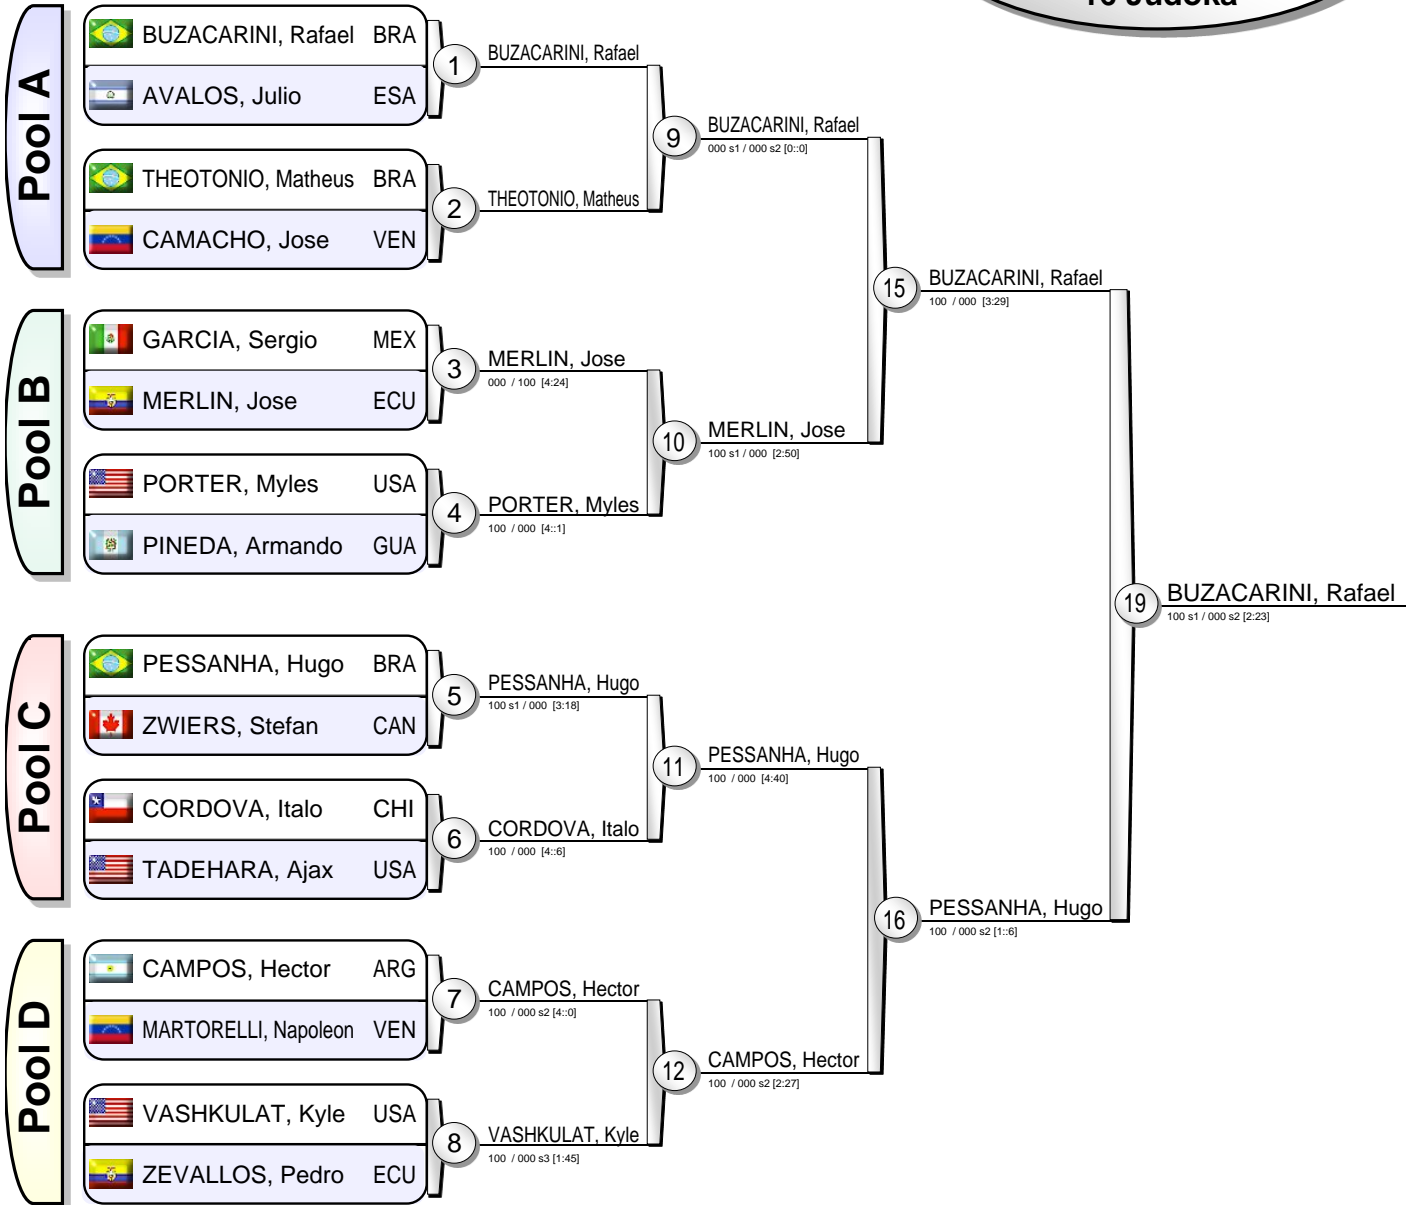 16 Judoka
Pool A
BUZACARINI, Rafael BRA
AVALOS, Julio ESA
1
BUZACARINI, Rafael
THEOTONIO, Matheus BRA
CAMACHO, Jose VEN
2
THEOTONIO, Matheus
9
BUZACARINI, Rafael
000 s1 / 000 s2 [0::0]
Pool B
GARCIA, Sergio MEX
MERLIN, Jose ECU
3
MERLIN, Jose
000 / 100 [4:24]
PORTER, Myles USA
PINEDA, Armando GUA
4
PORTER, Myles
100 / 000 [4::1]
10
MERLIN, Jose
100 s1 / 000 [2:50]
15
BUZACARINI, Rafael
100 / 000 [3:29]
Pool C
PESSANHA, Hugo BRA
ZWIERS, Stefan CAN
5
PESSANHA, Hugo
100 s1 / 000 [3:18]
CORDOVA, Italo CHI
TADEHARA, Ajax USA
6
CORDOVA, Italo
100 / 000 [4::6]
11
PESSANHA, Hugo
100 / 000 [4:40]
Pool D
CAMPOS, Hector ARG
MARTORELLI, Napoleon VEN
7
CAMPOS, Hector
100 / 000 s2 [4::0]
VASHKULAT, Kyle USA
ZEVALLOS, Pedro ECU
8
VASHKULAT, Kyle
100 / 000 s3 [1:45]
12
CAMPOS, Hector
100 / 000 s2 [2:27]
16
PESSANHA, Hugo
100 / 000 s2 [1::6]
19
BUZACARINI, Rafael
100 s1 / 000 s2 [2:23]